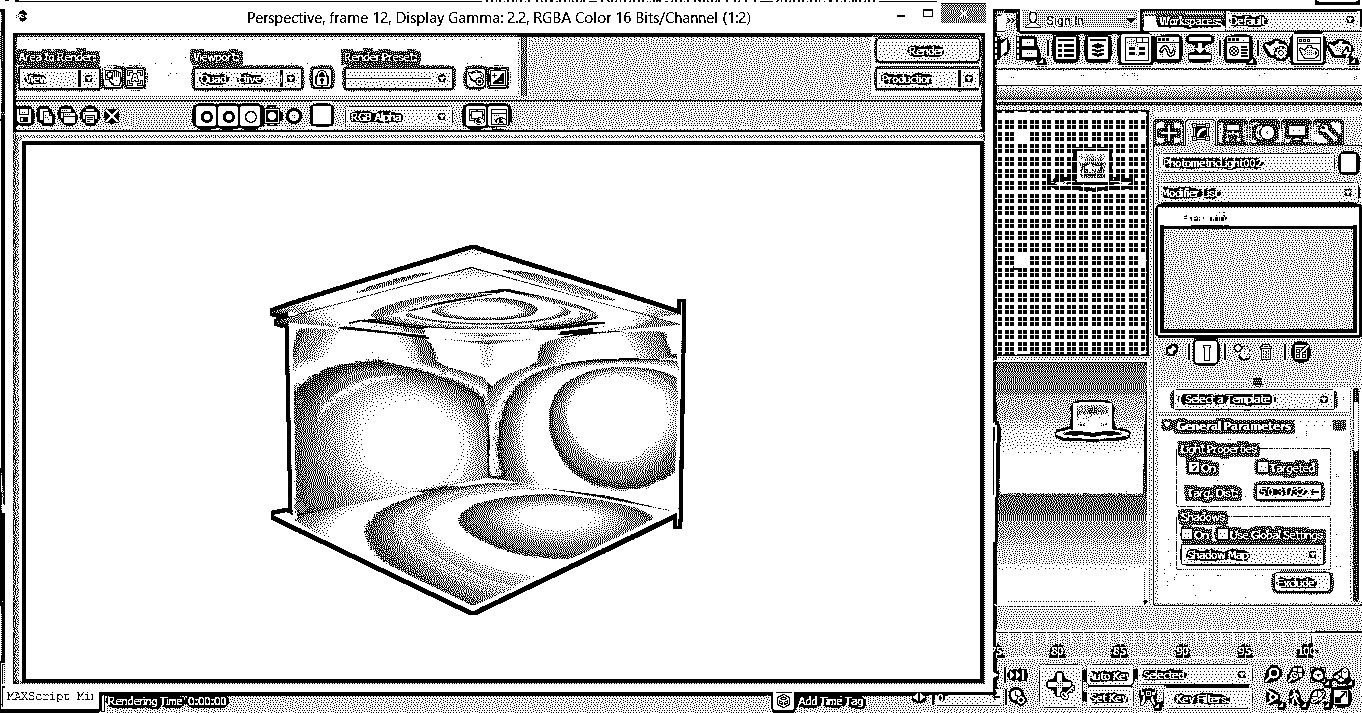 Perspective, frame 12, Display Gamma: 2.2, RGBA Color 16 Bits/Channel (1:2)
Sign In
Workspaces: Default
Area to Render:
View
Viewport:
Render Preset:
Render
Production
RGB Alpha
PhotometricLight002
Modifier List
Select a Template
General Parameters
Light Properties
On
Targeted
Targ. Dist:
Shadows
On
Use Global Settings
Shadow Map
Exclude...
80
85
90
95
100
Auto Key
Selected
Set Key
Key Filters...
MAXScript Mi
Rendering Time 0:00:00
Add Time Tag
0